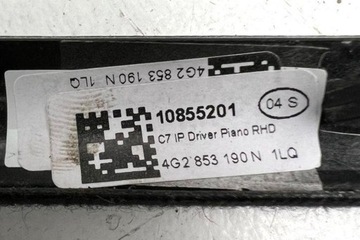 4G2 853 190 N 1LQ
10855201
04 S
C7 IP Driver Piano RHD
4G2 853 190 N 1LQ